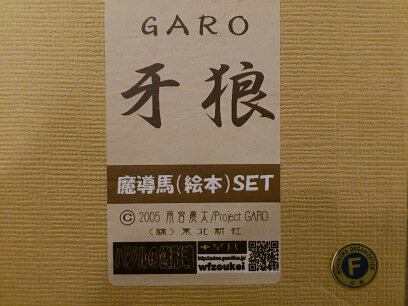 GARO
牙狼
魔導馬(絵本)SET
© 2005 雨宮慶太/Project GARO
(株)東北新社
wfzoukei
F